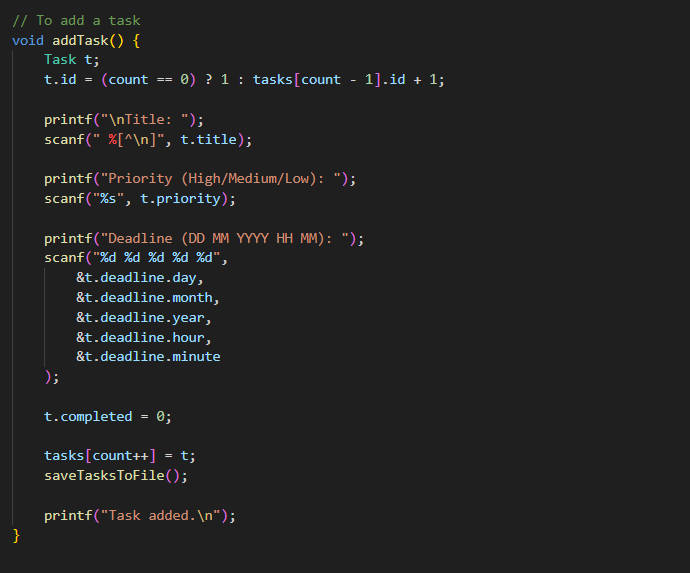 // To add a task
void addTask() {
    Task t;
    t.id = (count == 0) ? 1 : tasks[count - 1].id + 1;

    printf("\nTitle: ");
    scanf(" %[^\n]", t.title);

    printf("Priority (High/Medium/Low): ");
    scanf("%s", t.priority);

    printf("Deadline (DD MM YYYY HH MM): ");
    scanf("%d %d %d %d %d",
        &t.deadline.day,
        &t.deadline.month,
        &t.deadline.year,
        &t.deadline.hour,
        &t.deadline.minute
    );

    t.completed = 0;

    tasks[count++] = t;
    saveTasksToFile();

    printf("Task added.\n");
}